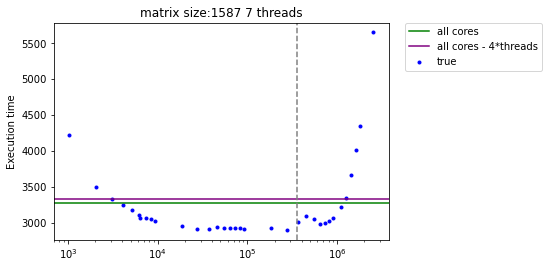 matrix size:1587 7 threads
Execution time
5500
5000
4500
4000
3500
3000
10³
10⁴
10⁵
10⁶
all cores
all cores - 4*threads
true